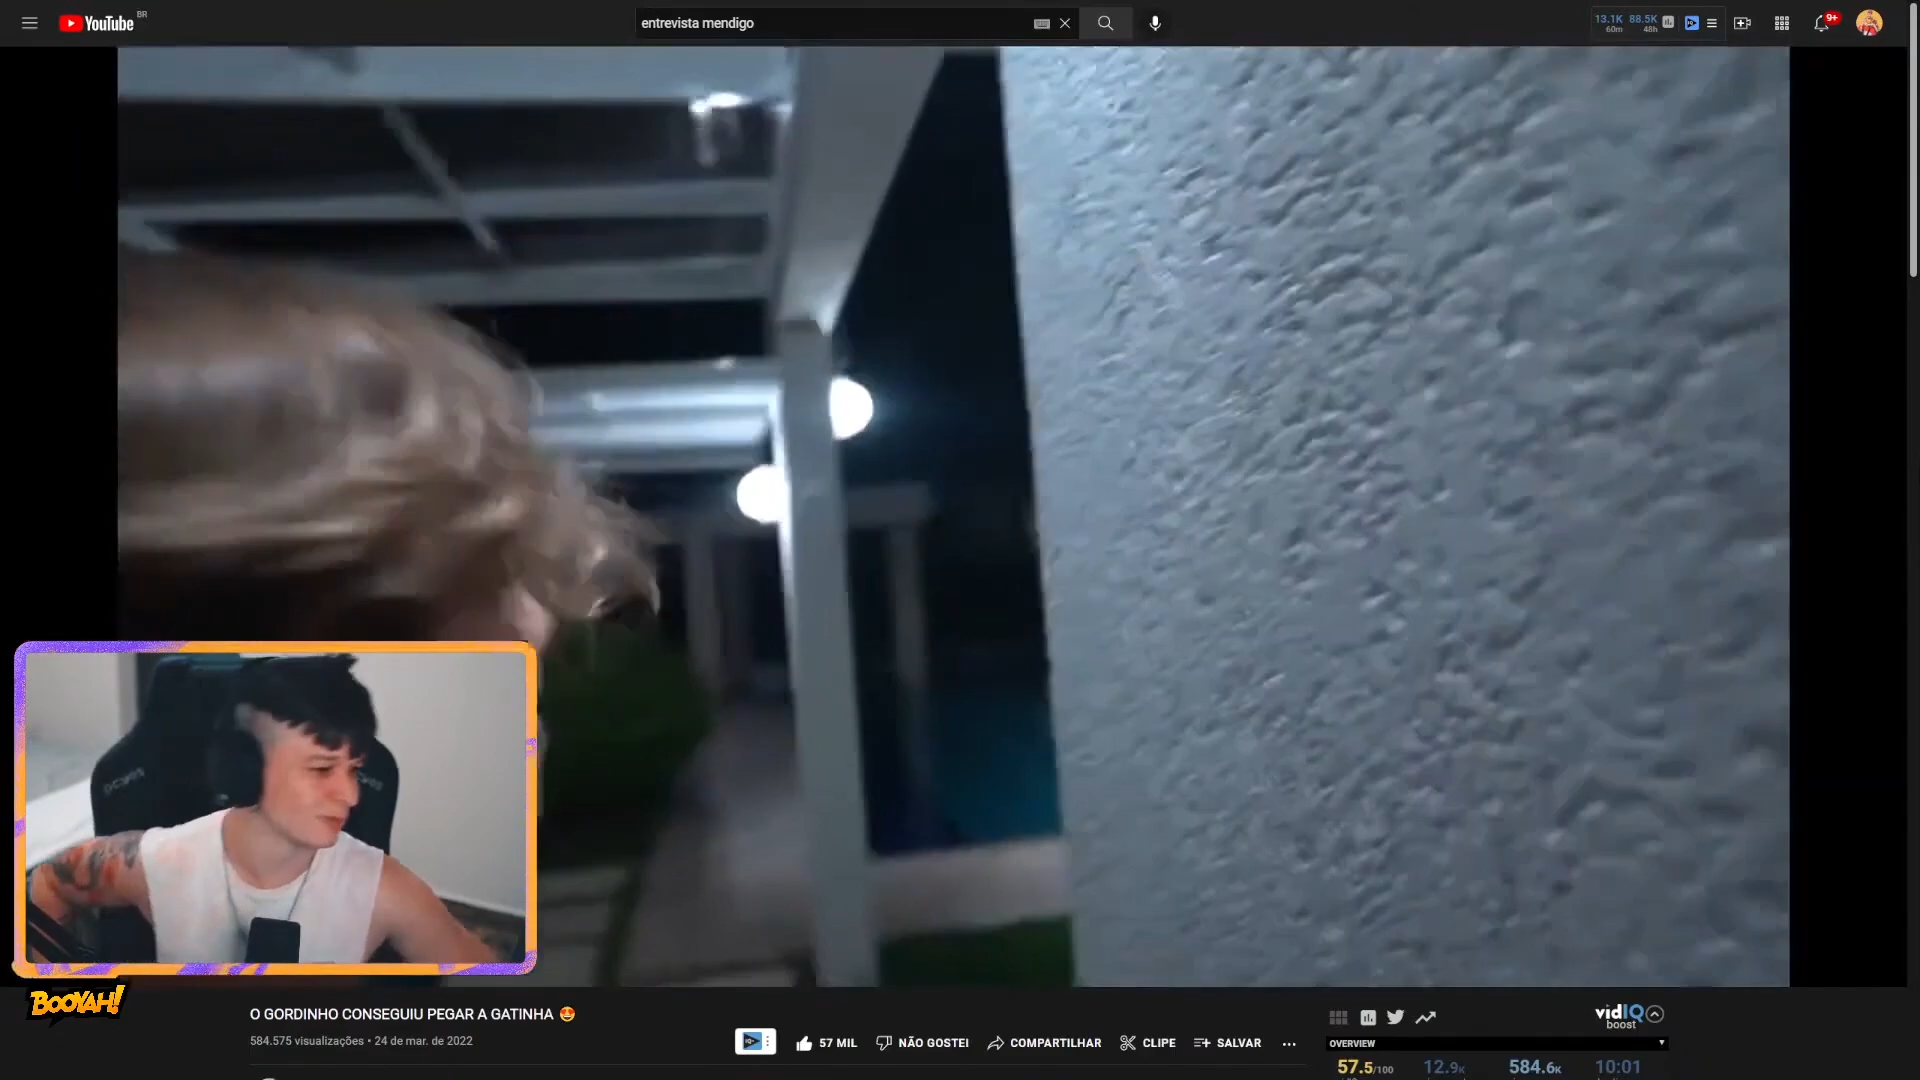 YouTube BR
entrevista mendigo
13.1K 88.5K
60m 48h
9+
BOOYAH!
O GORDINHO CONSEGUIU PEGAR A GATINHA 🤩
584.575 visualizações • 24 de mar. de 2022
57 MIL
NÃO GOSTEI
COMPARTILHAR
CLIPE
SALVAR
vidIQ
boost
OVERVIEW
57.5/100 12.9K 584.6K 10:01